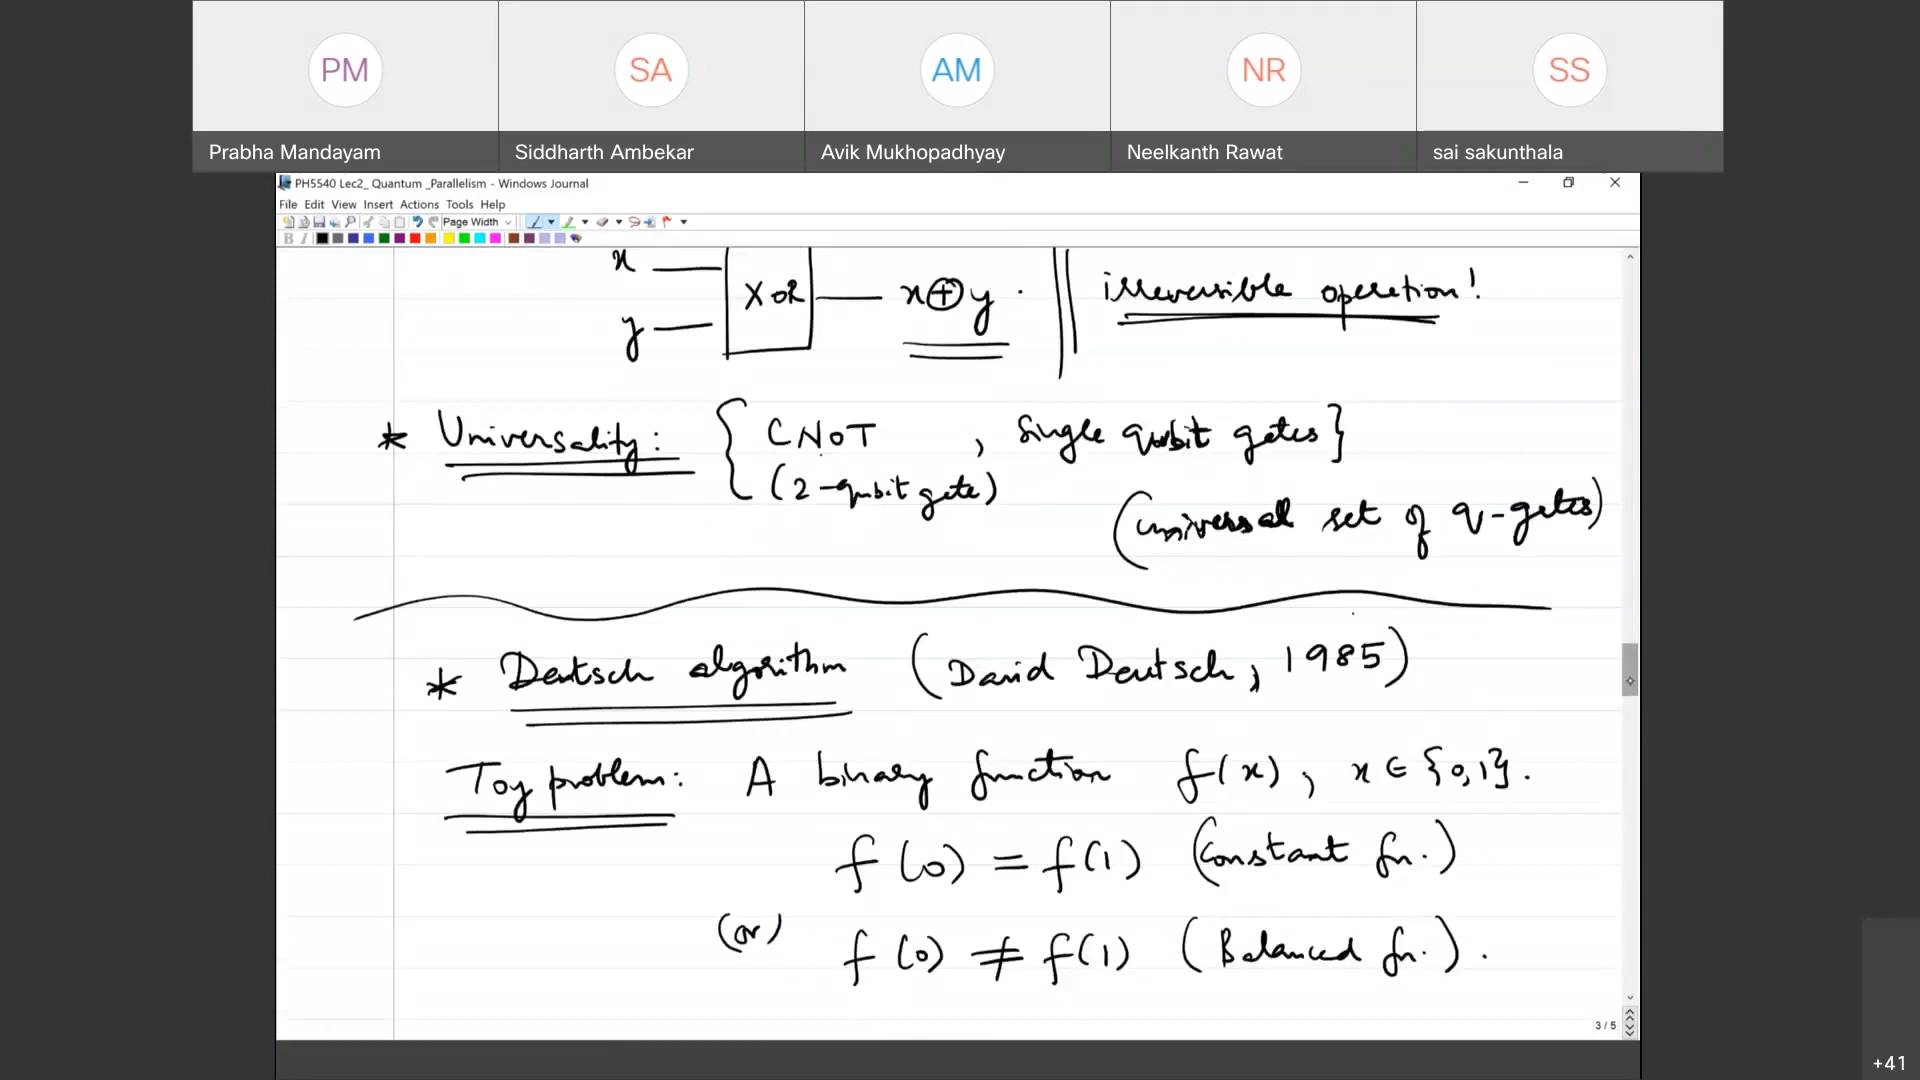 PM
SA
AM
NR
SS
Prabha Mandayam
Siddharth Ambekar
Avik Mukhopadhyay
Neelkanth Rawat
sai sakunthala
PH5540 Lec2_ Quantum _Parallelism - Windows Journal
File Edit View Insert Actions Tools Help
Page Width
B I
x
XOR
x⊕y .
irreversible operation!
y
* Universality: { CNOT , Single qubit gates}
(2-qubit gate)
(universal set of q-gates)
* Deutsch algorithm (David Deutsch, 1985)
Toy problem: A binary function f(x), x ∈ {0,1}.
f(0) = f(1) (Constant fn.)
(or) f(0) ≠ f(1) (Balanced fn.).
3 / 5
+41